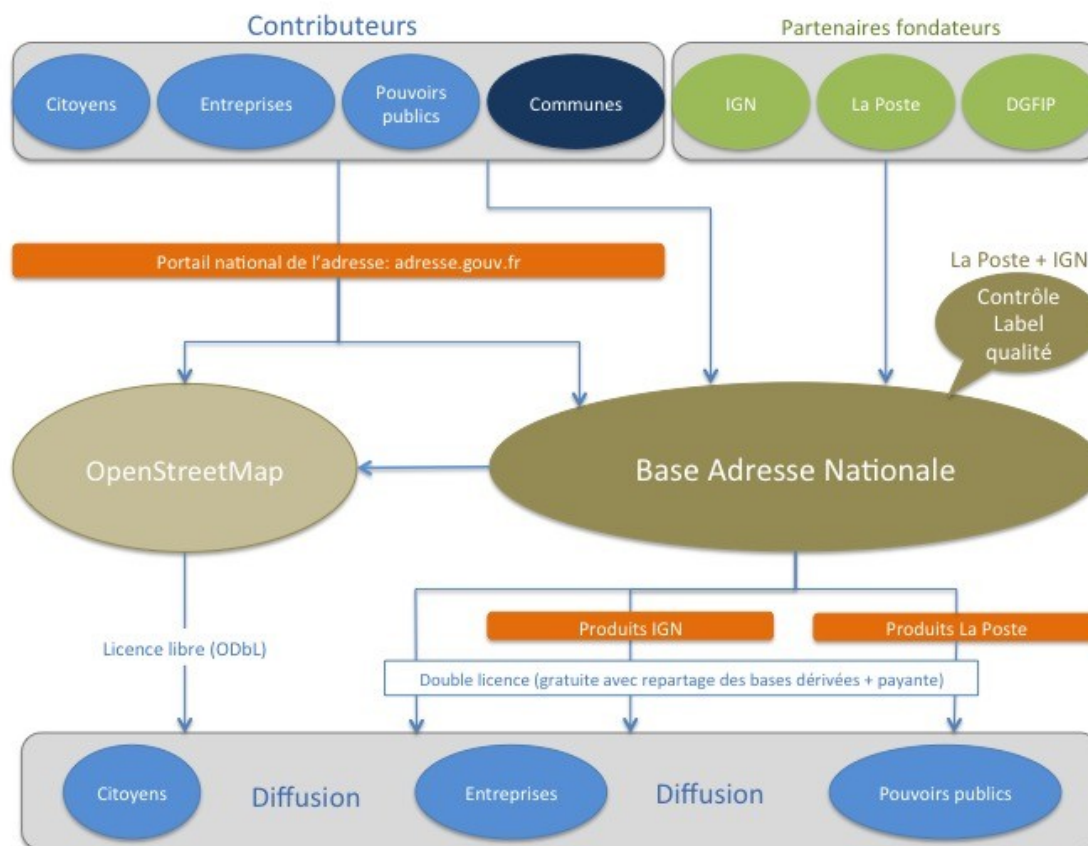 Contributeurs
Partenaires fondateurs
Citoyens
Entreprises
Pouvoirs
publics
Communes
IGN
La Poste
DGFIP
Portail national de l'adresse: adresse.gouv.fr
La Poste + IGN
Contrôle
Label
qualité
OpenStreetMap
Base Adresse Nationale
Produits IGN
Produits La Poste
Licence libre (ODbL)
Double licence (gratuite avec repartage des bases dérivées + payante)
Citoyens
Diffusion
Entreprises
Diffusion
Pouvoirs publics